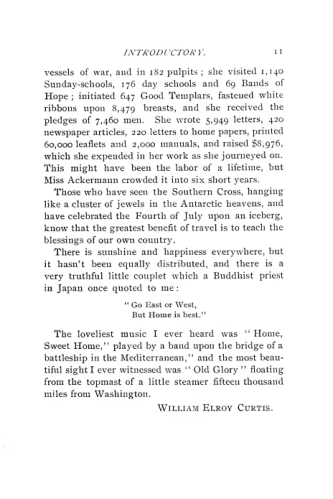 INTRODUCTORY. 11
vessels of war, and in 182 pulpits ; she visited 1,140
Sunday-schools, 176 day schools and 69 Bands of
Hope ; initiated 647 Good Templars, fastened white
ribbons upon 8,479 breasts, and she received the
pledges of 7,460 men. She wrote 5,949 letters, 420
newspaper articles, 220 letters to home papers, printed
60,000 leaflets and 2,000 manuals, and raised $8,976,
which she expended in her work as she journeyed on.
This might have been the labor of a lifetime, but
Miss Ackermann crowded it into six short years.
Those who have seen the Southern Cross, hanging
like a cluster of jewels in the Antarctic heavens, and
have celebrated the Fourth of July upon an iceberg,
know that the greatest benefit of travel is to teach the
blessings of our own country.
There is sunshine and happiness everywhere, but
it hasn't been equally distributed, and there is a
very truthful little couplet which a Buddhist priest
in Japan once quoted to me :
"Go East or West,
But Home is best."
The loveliest music I ever heard was "Home,
Sweet Home," played by a band upon the bridge of a
battleship in the Mediterranean," and the most beau-
tiful sight I ever witnessed was "Old Glory" floating
from the topmast of a little steamer fifteen thousand
miles from Washington.
WILLIAM ELROY CURTIS.